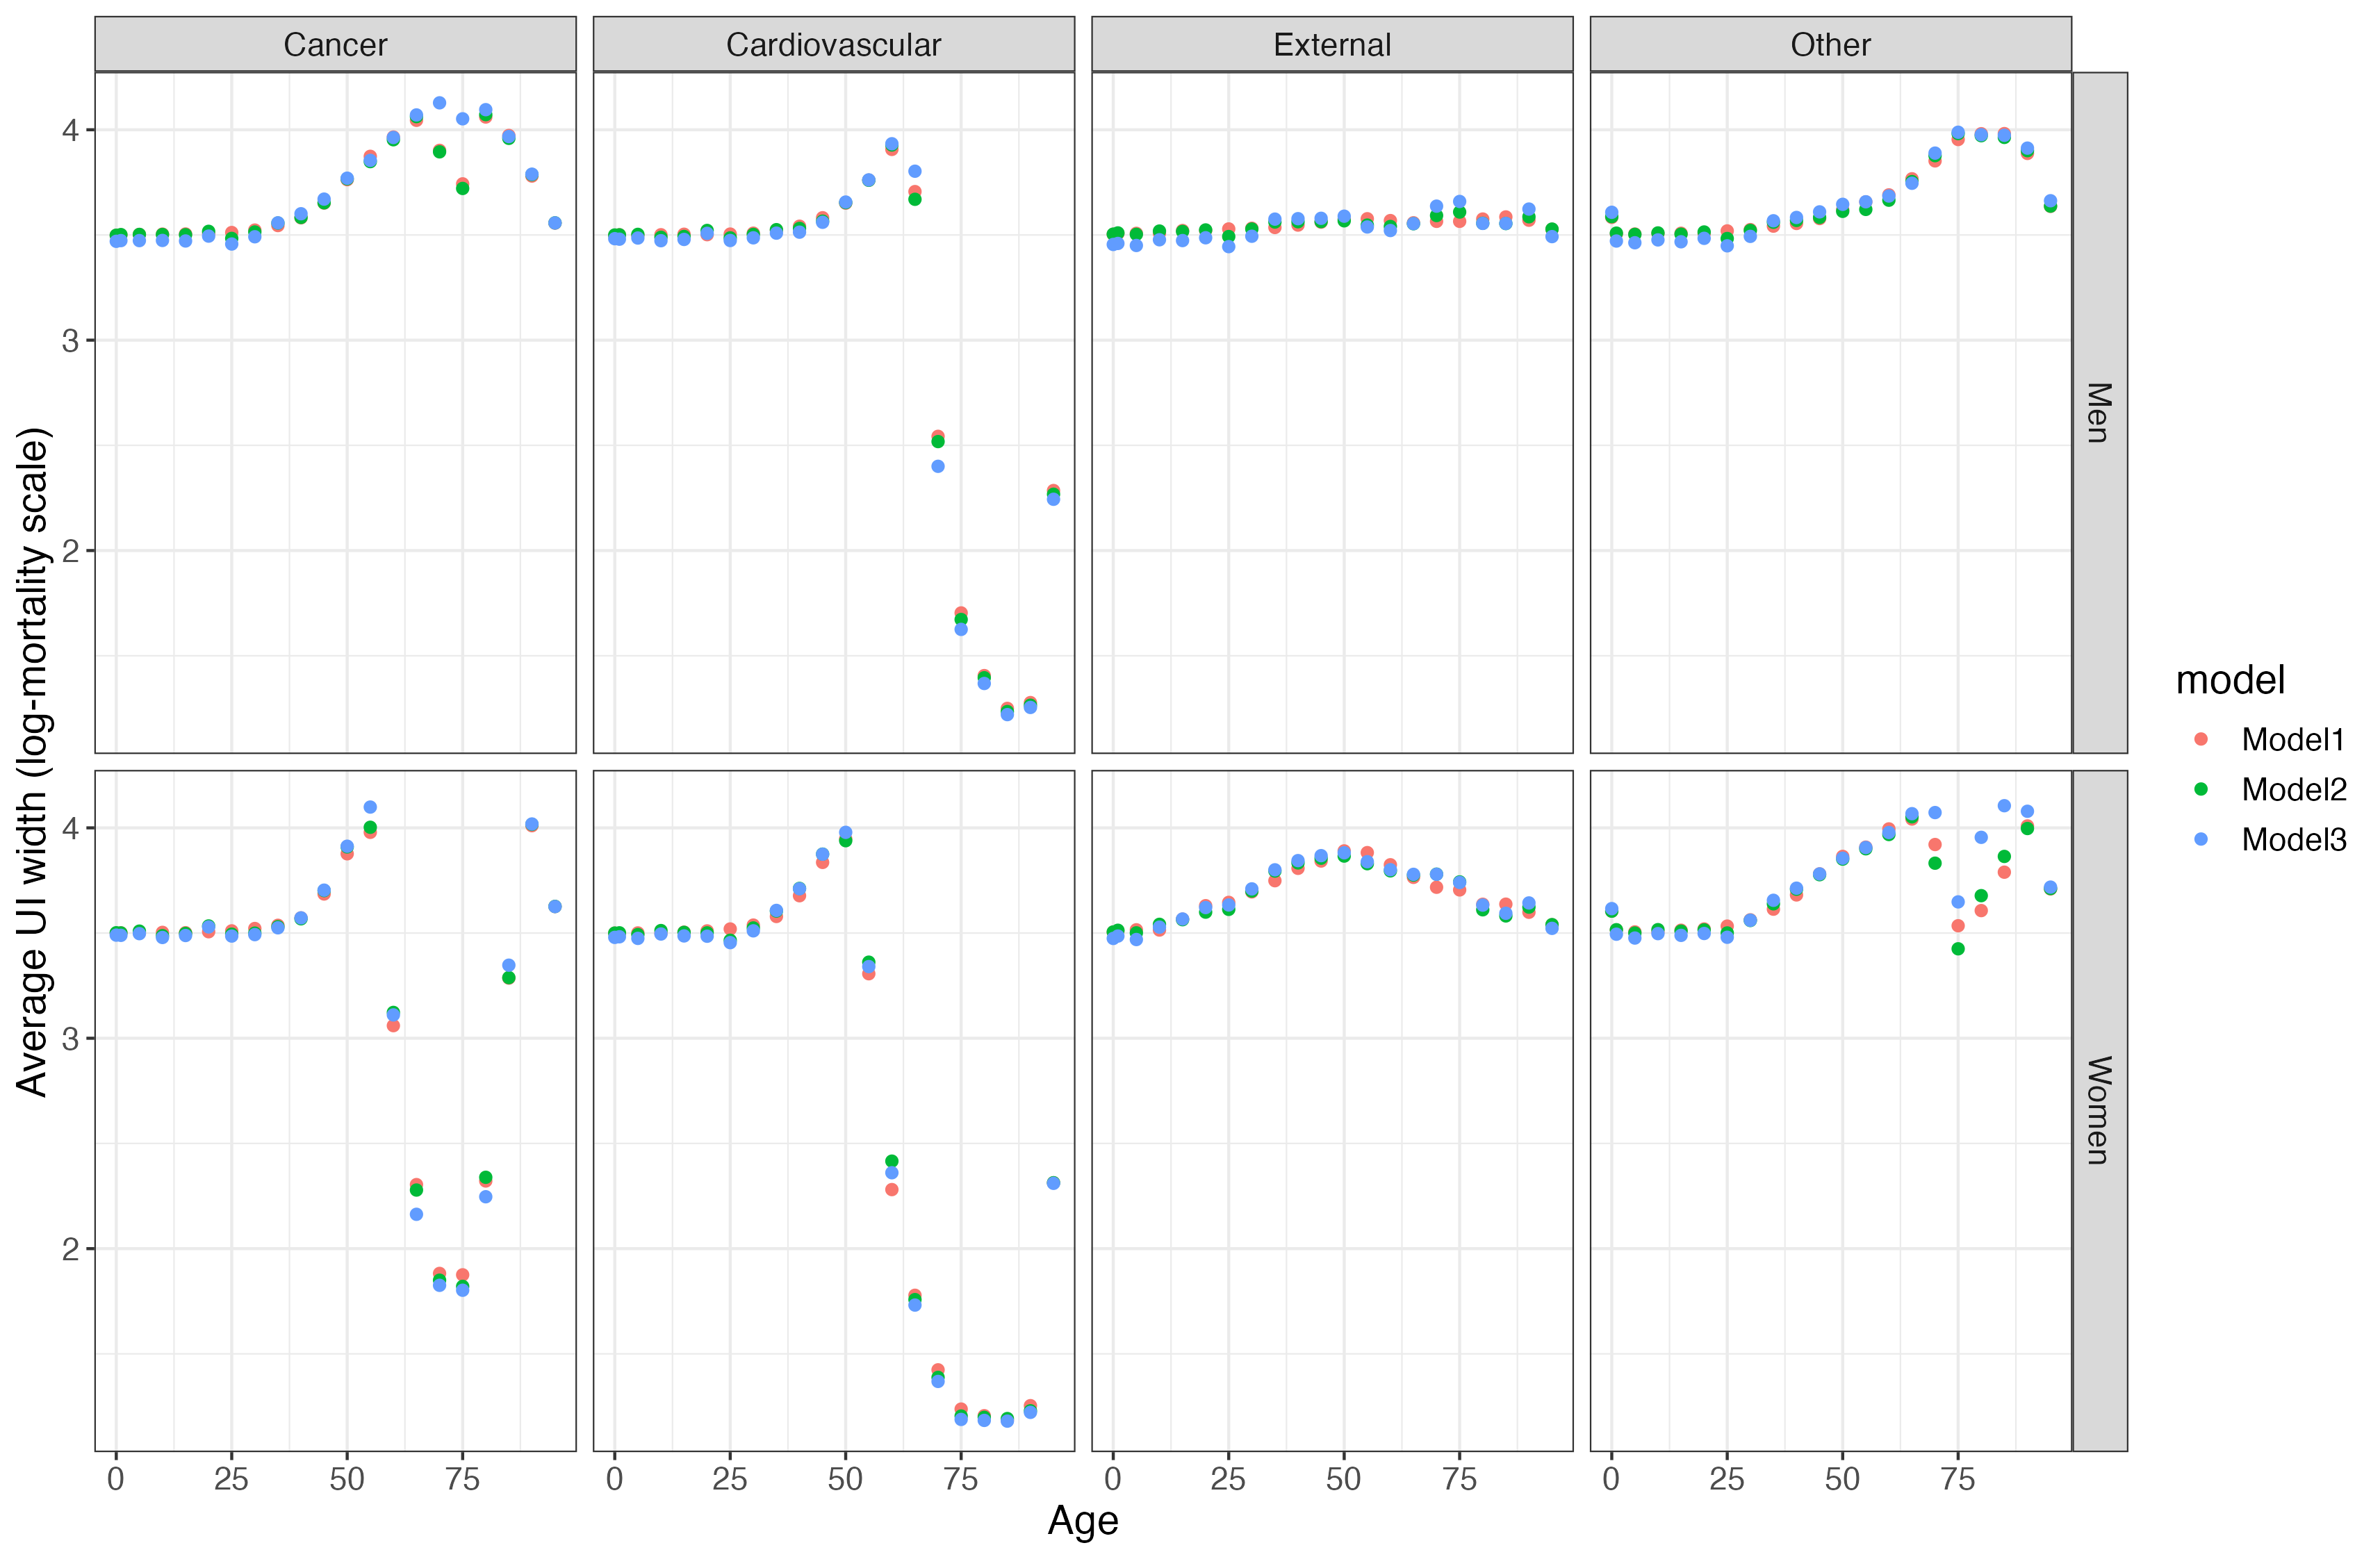 Cancer
Cardiovascular
External
Other
Men
Women
Average UI width (log-mortality scale)
4
3
2
4
3
2
0
25
50
75
0
25
50
75
0
25
50
75
0
25
50
75
Age
model
Model1
Model2
Model3